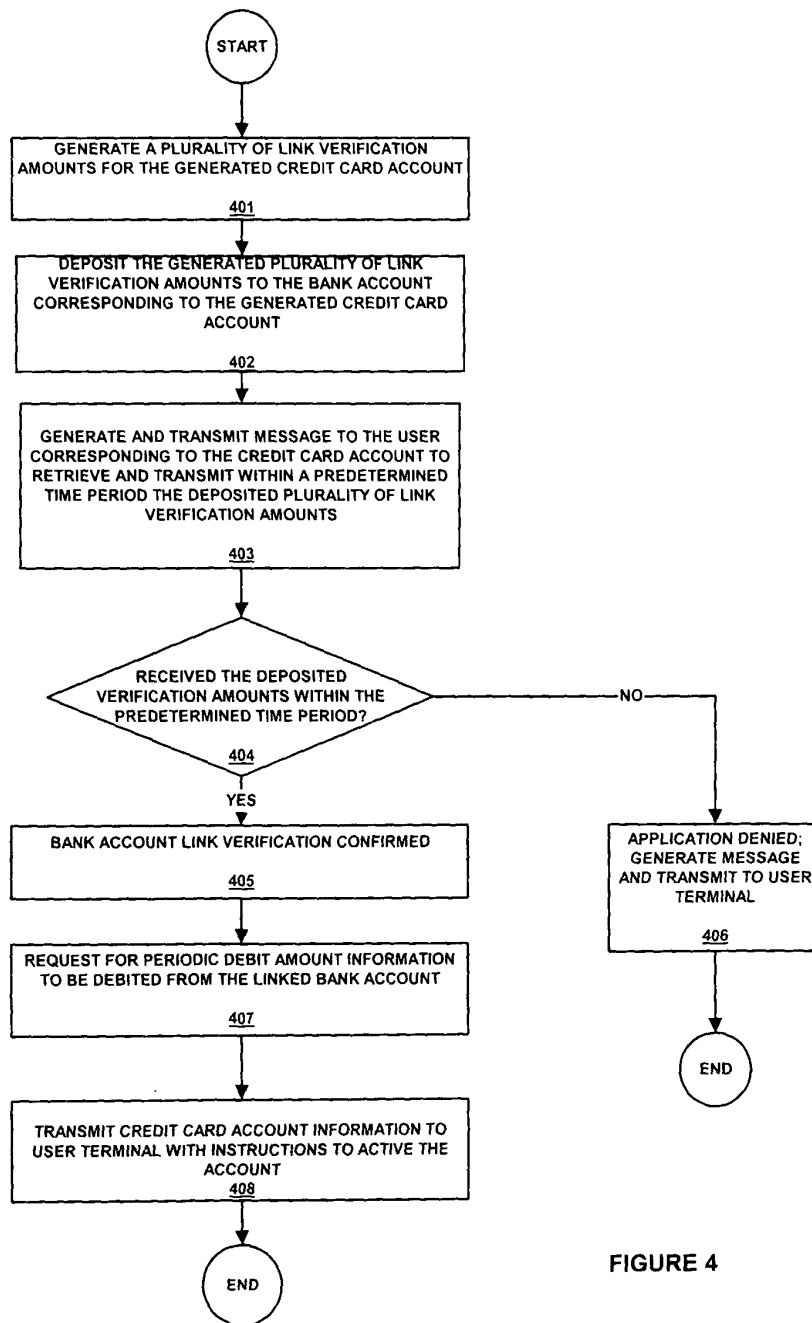 START
GENERATE A PLURALITY OF LINK VERIFICATION
AMOUNTS FOR THE GENERATED CREDIT CARD ACCOUNT
401
DEPOSIT THE GENERATED PLURALITY OF LINK
VERIFICATION AMOUNTS TO THE BANK ACCOUNT
CORRESPONDING TO THE GENERATED CREDIT CARD
ACCOUNT
402
GENERATE AND TRANSMIT MESSAGE TO THE USER
CORRESPONDING TO THE CREDIT CARD ACCOUNT TO
RETRIEVE AND TRANSMIT WITHIN A PREDETERMINED
TIME PERIOD THE DEPOSITED PLURALITY OF LINK
VERIFICATION AMOUNTS
403
RECEIVED THE DEPOSITED
VERIFICATION AMOUNTS WITHIN THE
PREDETERMINED TIME PERIOD?
404
NO
YES
BANK ACCOUNT LINK VERIFICATION CONFIRMED
405
APPLICATION DENIED;
GENERATE MESSAGE
AND TRANSMIT TO USER
TERMINAL
406
REQUEST FOR PERIODIC DEBIT AMOUNT INFORMATION
TO BE DEBITED FROM THE LINKED BANK ACCOUNT
407
END
TRANSMIT CREDIT CARD ACCOUNT INFORMATION TO
USER TERMINAL WITH INSTRUCTIONS TO ACTIVE THE
ACCOUNT
408
END
FIGURE 4